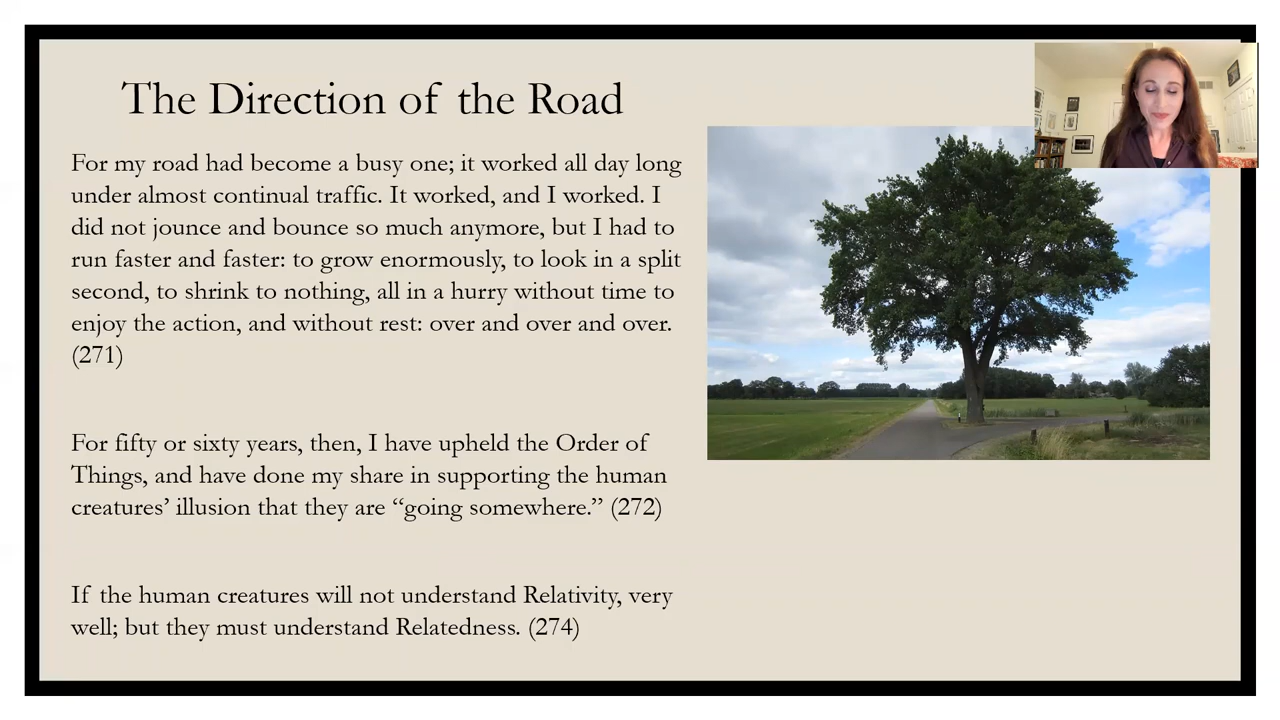 The Direction of the Road
For my road had become a busy one; it worked all day long
under almost continual traffic. It worked, and I worked. I
did not jounce and bounce so much anymore, but I had to
run faster and faster: to grow enormously, to look in a split
second, to shrink to nothing, all in a hurry without time to
enjoy the action, and without rest: over and over and over.
(271)
For fifty or sixty years, then, I have upheld the Order of
Things, and have done my share in supporting the human
creatures’ illusion that they are “going somewhere.” (272)
If the human creatures will not understand Relativity, very
well; but they must understand Relatedness. (274)